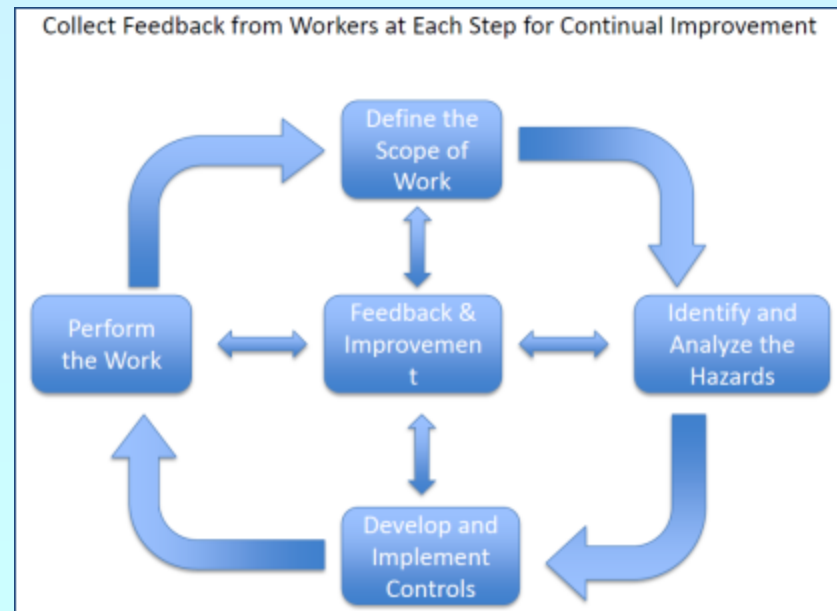 Collect Feedback from Workers at Each Step for Continual Improvement
Define the
Scope of
Work
Perform
the Work
Feedback &
Improvemen
t
Identify and
Analyze the
Hazards
Develop and
Implement
Controls